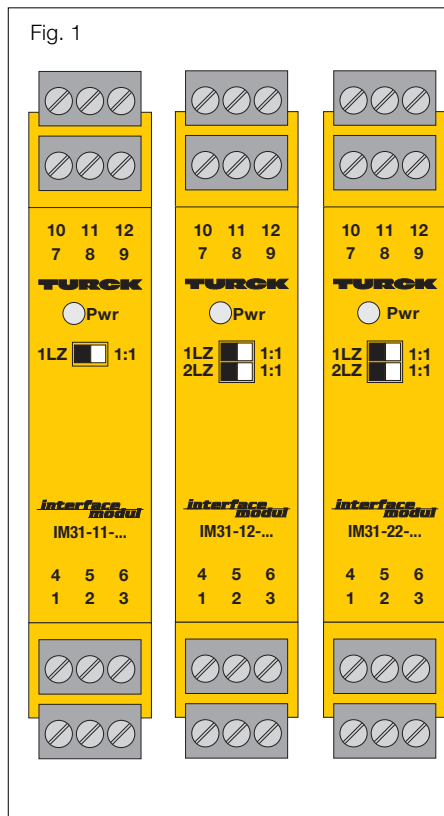 Fig. 1
10 11 12
7 8 9
TURCK
Pwr
1LZ 1:1
interface
modul
IM31-11-...
4 5 6
1 2 3
10 11 12
7 8 9
TURCK
Pwr
1LZ 1:1
2LZ 1:1
interface
modul
IM31-12-...
4 5 6
1 2 3
10 11 12
7 8 9
TURCK
Pwr
1LZ 1:1
2LZ 1:1
interface
modul
IM31-22-...
4 5 6
1 2 3